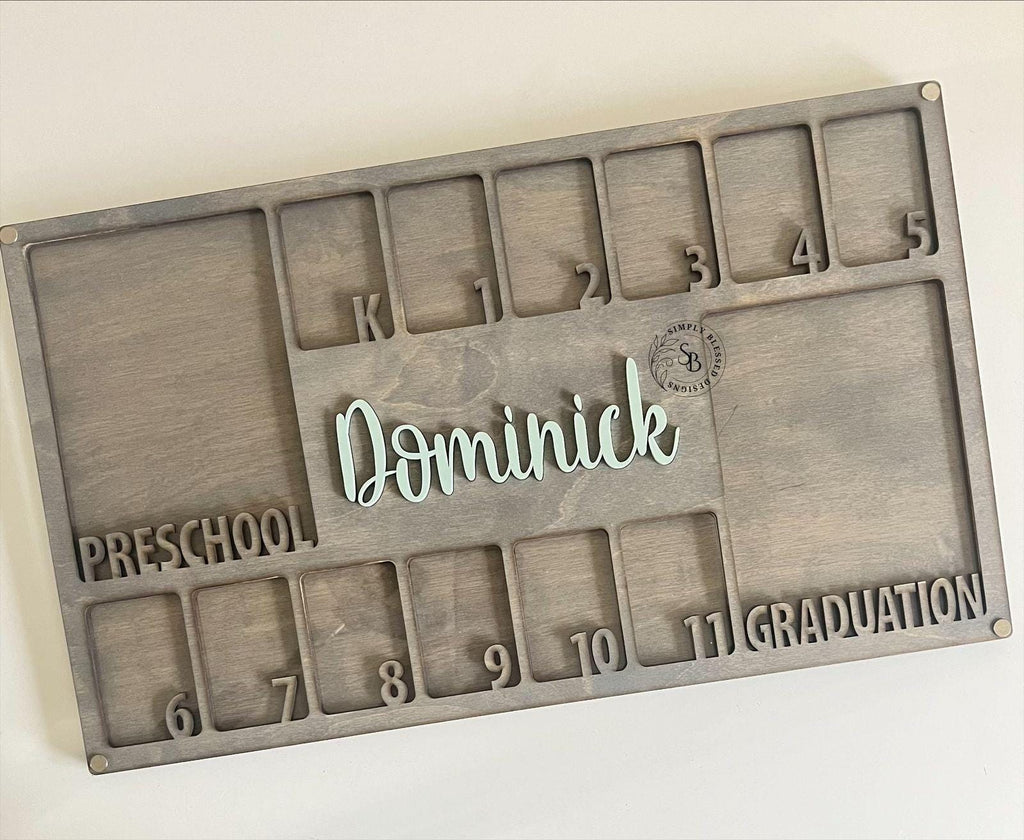 K 1 2 3 4 5
SIMPLY BLESSED DESIGNS
SB
Dominick
PRESCHOOL
GRADUATION
6 7 8 9 10 11